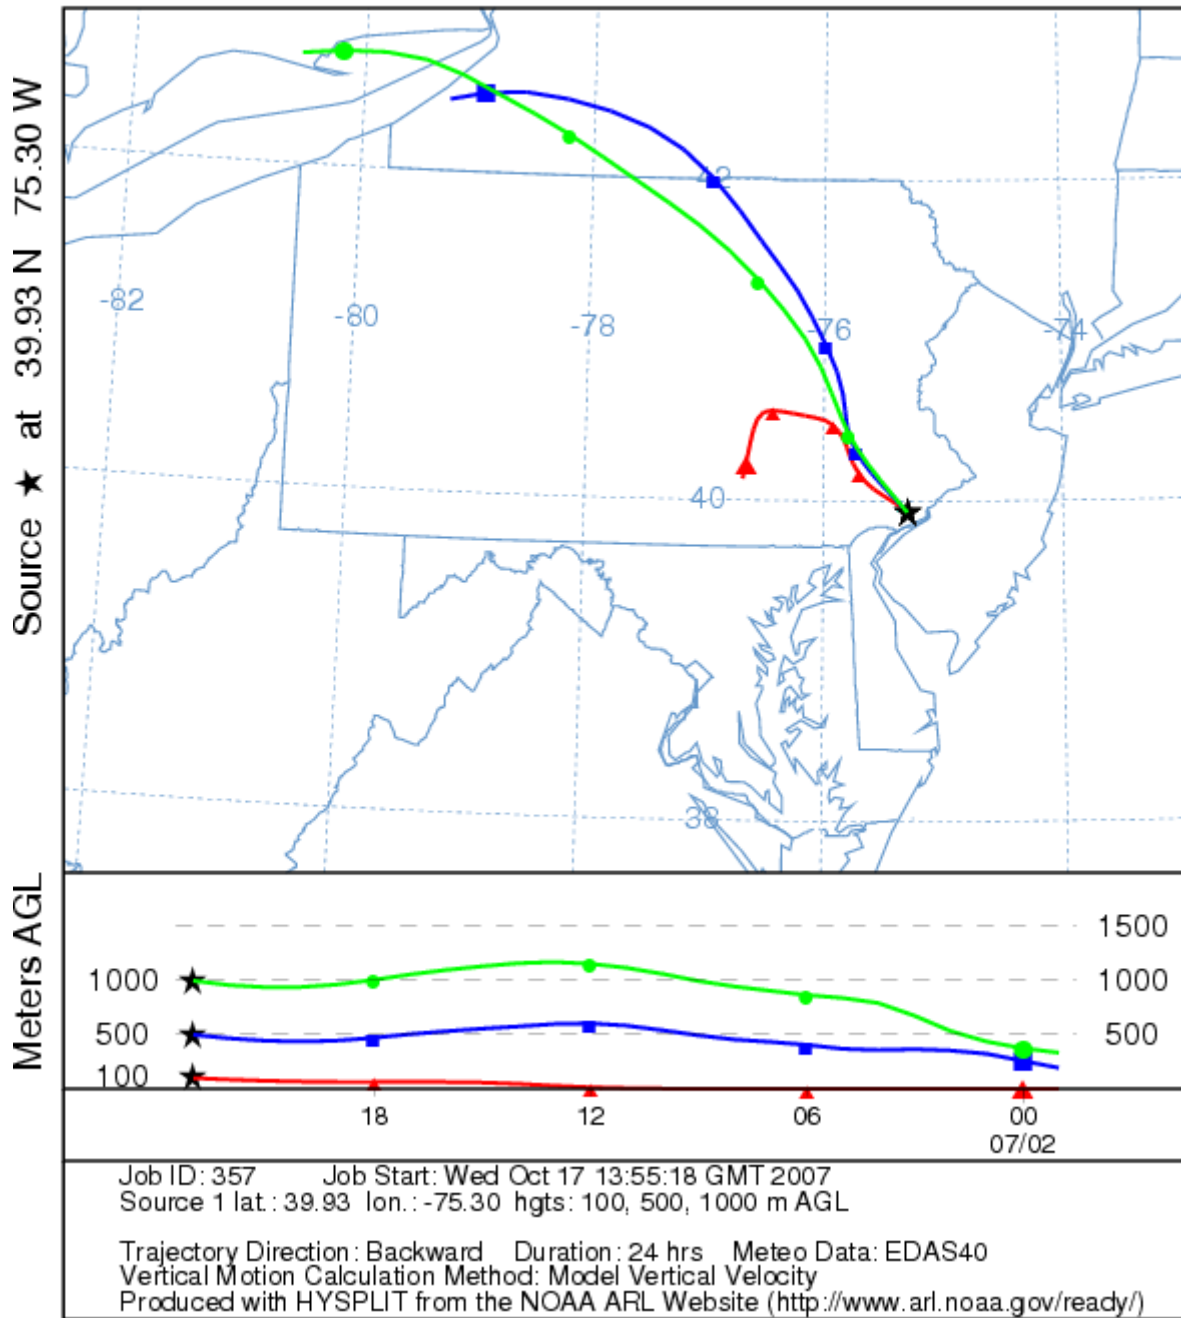 Source ★ at 39.93 N 75.30 W
42
-82
-80
-78
-76
-74
40
38
Meters AGL
1500
1000
1000
500
500
100
18
12
06
00
07/02
Job ID: 357 Job Start: Wed Oct 17 13:55:18 GMT 2007
Source 1 lat.: 39.93 lon.: -75.30 hgts: 100, 500, 1000 m AGL
Trajectory Direction: Backward Duration: 24 hrs Meteo Data: EDAS40
Vertical Motion Calculation Method: Model Vertical Velocity
Produced with HYSPLIT from the NOAA ARL Website (http://www.arl.noaa.gov/ready/)